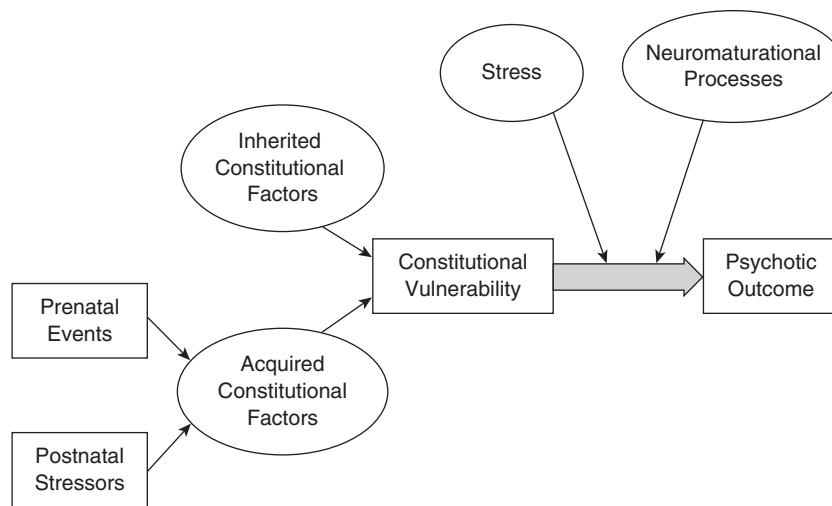 Stress
Neuromaturational
Processes
Inherited
Constitutional
Factors
Constitutional
Vulnerability
Psychotic
Outcome
Prenatal
Events
Acquired
Constitutional
Factors
Postnatal
Stressors